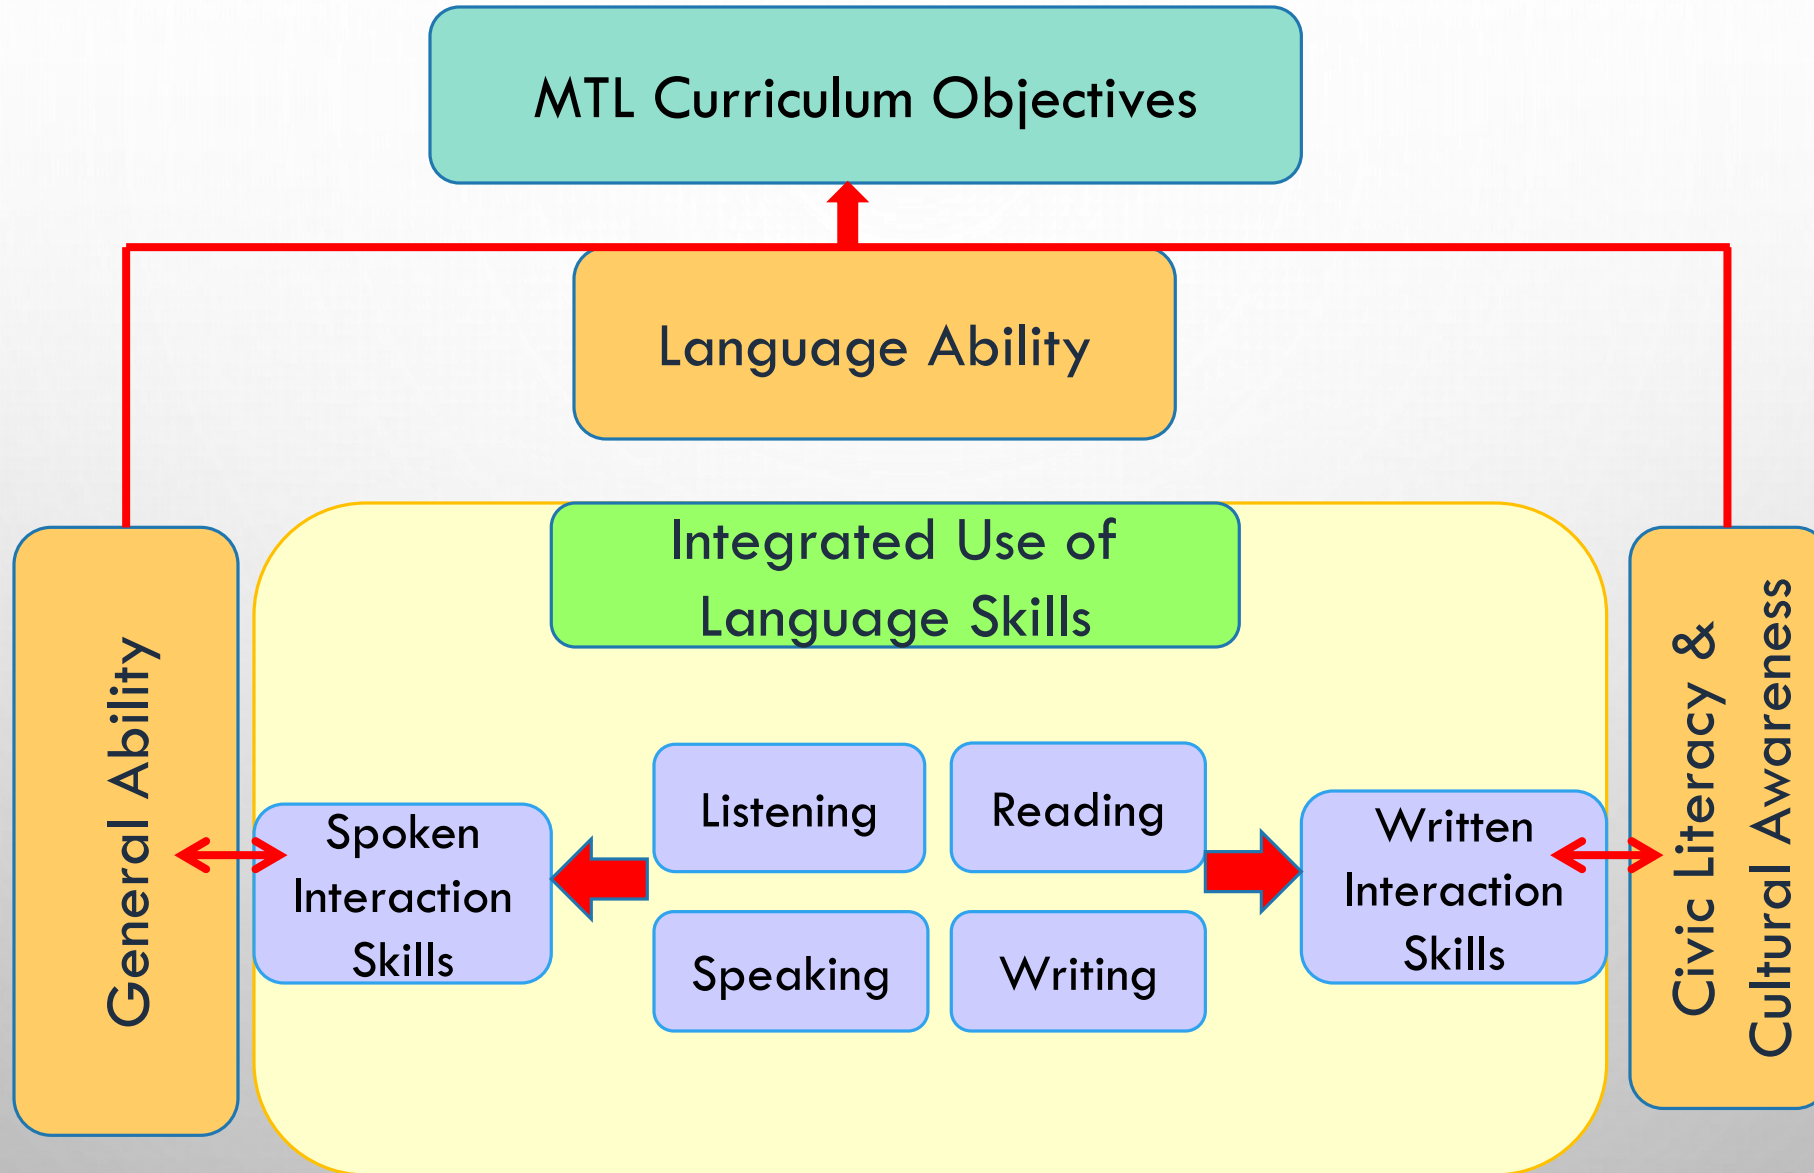 MTL Curriculum Objectives
Language Ability
Integrated Use of
Language Skills
General Ability
Spoken
Interaction
Skills
Listening
Speaking
Reading
Writing
Written
Interaction
Skills
Civic Literacy &
Cultural Awareness